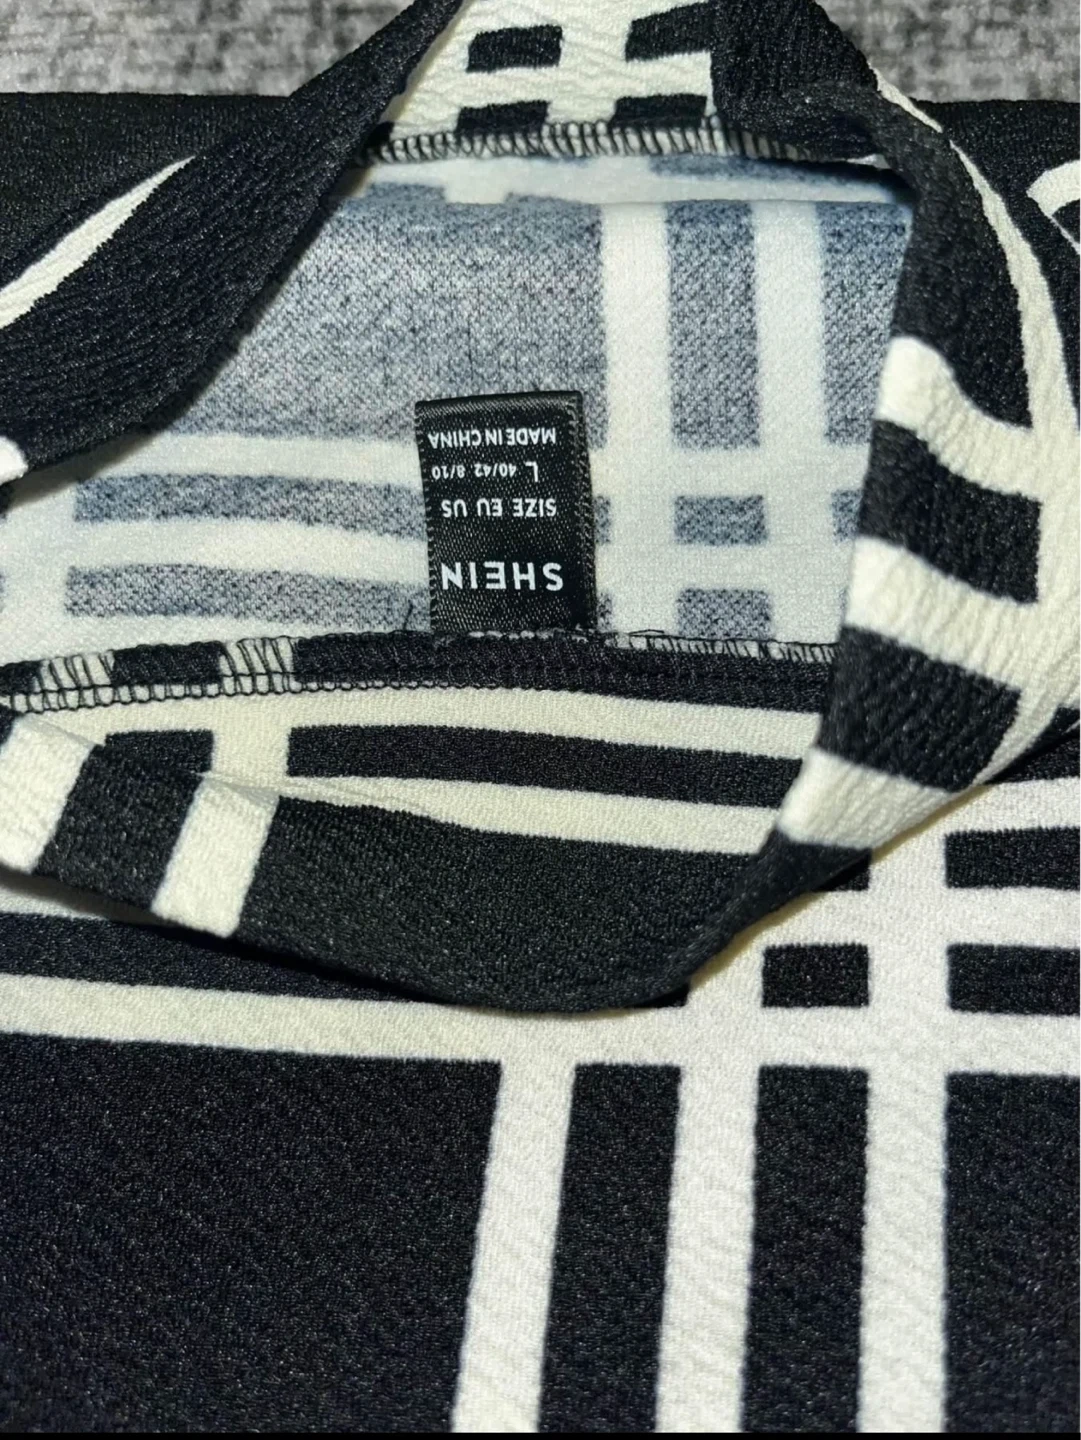 SHEIN
SIZE EU US
L 40/42 8/10
MADE IN CHINA